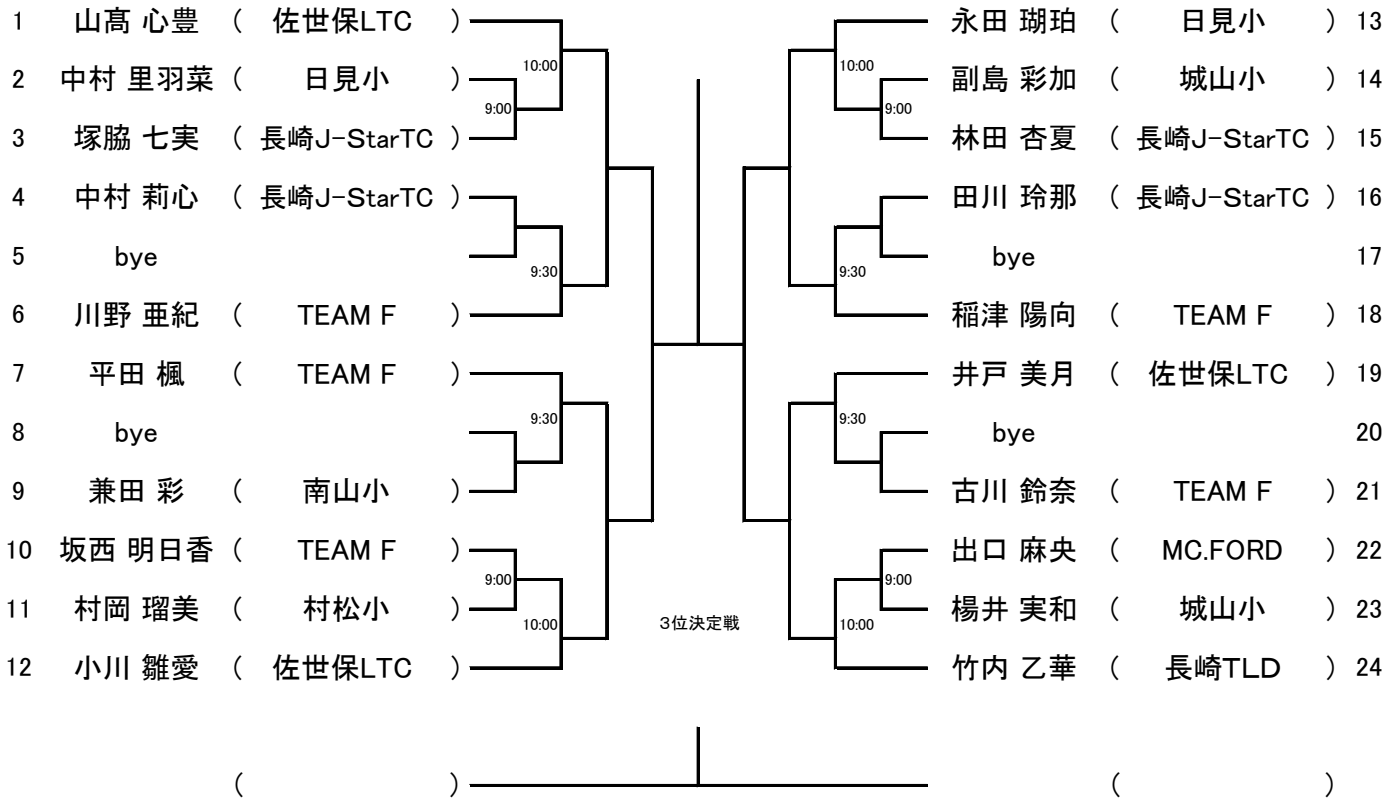 1 山髙 心豊 ( 佐世保LTC ) 永田 瑚珀 ( 日見小 ) 13
10:00 10:00
2 中村 里羽菜 ( 日見小 ) 副島 彩加 ( 城山小 ) 14
9:00 9:00
3 塚脇 七実 ( 長崎J-StarTC ) 林田 杏夏 ( 長崎J-StarTC ) 15
4 中村 莉心 ( 長崎J-StarTC ) 田川 玲那 ( 長崎J-StarTC ) 16
5 bye bye 17
9:30 9:30
6 川野 亜紀 ( TEAM F ) 稲津 陽向 ( TEAM F ) 18
7 平田 楓 ( TEAM F ) 井戸 美月 ( 佐世保LTC ) 19
9:30 9:30
8 bye bye 20
9 兼田 彩 ( 南山小 ) 古川 鈴奈 ( TEAM F ) 21
10 坂西 明日香 ( TEAM F ) 出口 麻央 ( MC.FORD ) 22
9:00 9:00
11 村岡 瑠美 ( 村松小 ) 楊井 実和 ( 城山小 ) 23
10:00 3位決定戦 10:00
12 小川 雛愛 ( 佐世保LTC ) 竹内 乙華 ( 長崎TLD ) 24
( ) ( )